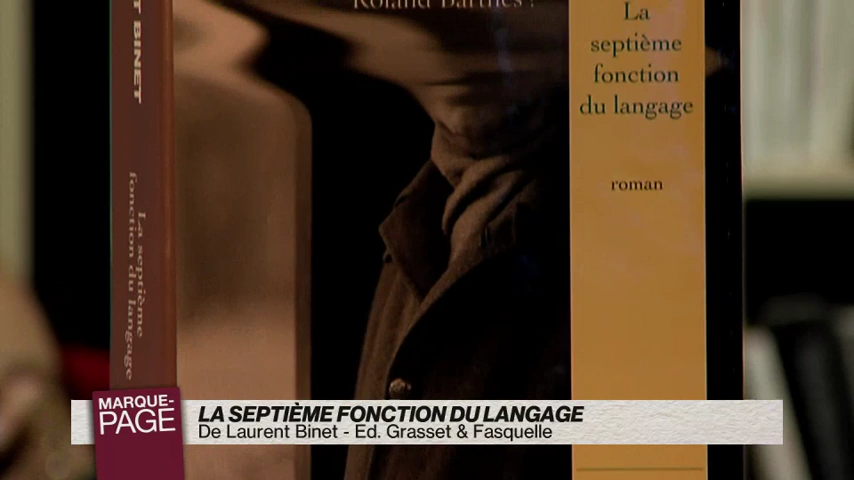 Roland Barthes ?
La
septième
fonction
du langage
roman
T BINET
La septième
fonction du langage
MARQUE-
PAGE
LA SEPTIÈME FONCTION DU LANGAGE
De Laurent Binet - Ed. Grasset & Fasquelle